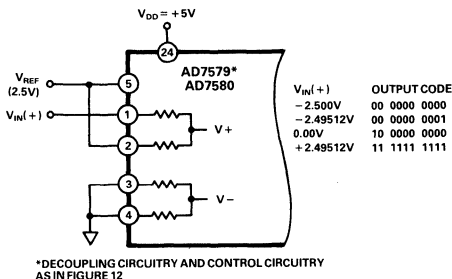 V_DD = +5V
24
AD7579*
AD7580
V_REF
(2.5V)
5
V_IN(+)
1
V+
2
3
V−
4
V_IN(+) OUTPUT CODE
−2.500V 00 0000 0000
−2.49512V 00 0000 0001
0.00V 10 0000 0000
+2.49512V 11 1111 1111
*DECOUPLING CIRCUITRY AND CONTROL CIRCUITRY
AS IN FIGURE 12